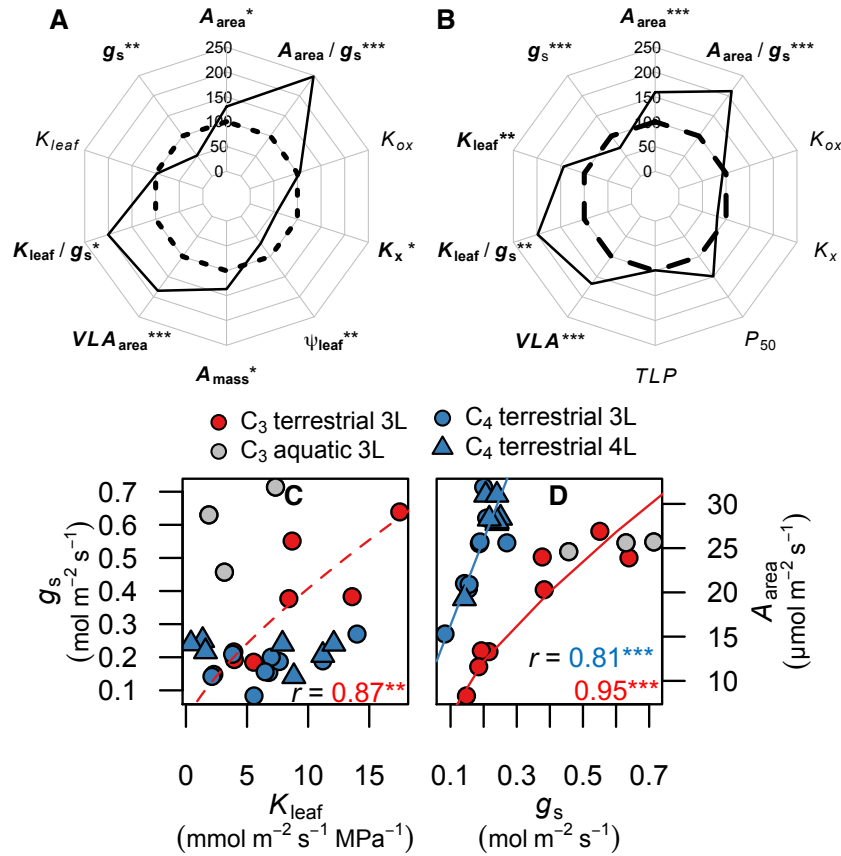 A
A_area*
A_area / g_s***
K_ox
K_x *
ψ_leaf**
A_mass*
VLA_area***
K_leaf / g_s*
K_leaf
g_s**
250
200
150
100
50
0
B
A_area***
A_area / g_s***
K_ox
K_x
P_50
TLP
VLA***
K_leaf / g_s**
K_leaf**
g_s***
250
200
150
100
50
0
C_3 terrestrial 3L
C_3 aquatic 3L
C_4 terrestrial 3L
C_4 terrestrial 4L
C
g_s
(mol m^−2 s^−1)
0.7
0.6
0.5
0.4
0.3
0.2
0.1
r = 0.87**
0 5 10 15
K_leaf
(mmol m^−2 s^−1 MPa^−1)
D
r = 0.81***
0.95***
30
25
20
15
10
A_area
(μmol m^−2 s^−1)
0.1 0.3 0.5 0.7
g_s
(mol m^−2 s^−1)